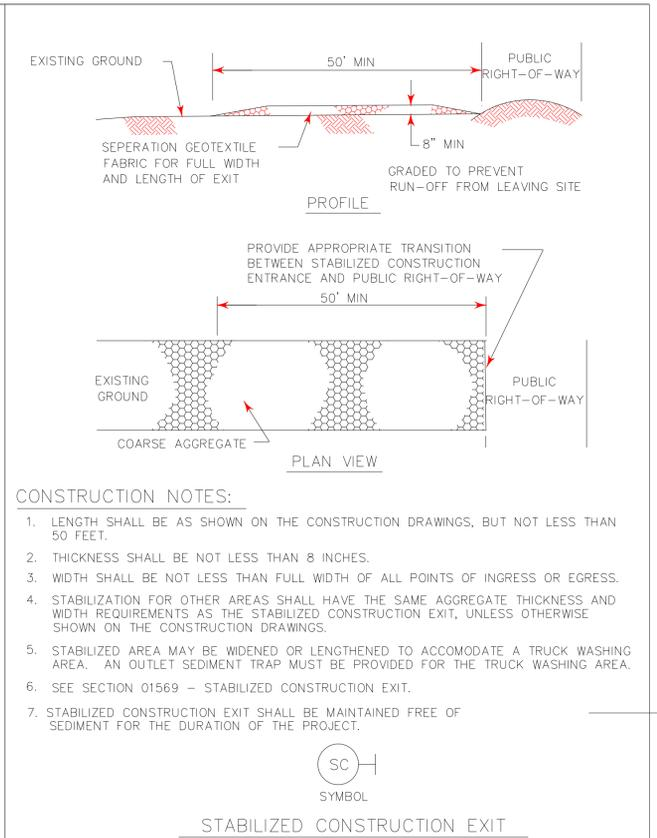 EXISTING GROUND
50' MIN
PUBLIC
RIGHT-OF-WAY
SEPERATION GEOTEXTILE
FABRIC FOR FULL WIDTH
AND LENGTH OF EXIT
8" MIN
GRADED TO PREVENT
RUN-OFF FROM LEAVING SITE
PROFILE
PROVIDE APPROPRIATE TRANSITION
BETWEEN STABILIZED CONSTRUCTION
ENTRANCE AND PUBLIC RIGHT-OF-WAY
50' MIN
EXISTING
GROUND
PUBLIC
RIGHT-OF-WAY
COARSE AGGREGATE
PLAN VIEW
CONSTRUCTION NOTES:
1. LENGTH SHALL BE AS SHOWN ON THE CONSTRUCTION DRAWINGS, BUT NOT LESS THAN
50 FEET.
2. THICKNESS SHALL BE NOT LESS THAN 8 INCHES.
3. WIDTH SHALL BE NOT LESS THAN FULL WIDTH OF ALL POINTS OF INGRESS OR EGRESS.
4. STABILIZATION FOR OTHER AREAS SHALL HAVE THE SAME AGGREGATE THICKNESS AND
WIDTH REQUIREMENTS AS THE STABILIZED CONSTRUCTION EXIT, UNLESS OTHERWISE
SHOWN ON THE CONSTRUCTION DRAWINGS.
5. STABILIZED AREA MAY BE WIDENED OR LENGTHENED TO ACCOMODATE A TRUCK WASHING
AREA. AN OUTLET SEDIMENT TRAP MUST BE PROVIDED FOR THE TRUCK WASHING AREA.
6. SEE SECTION 01569 - STABILIZED CONSTRUCTION EXIT.
7. STABILIZED CONSTRUCTION EXIT SHALL BE MAINTAINED FREE OF
SEDIMENT FOR THE DURATION OF THE PROJECT.
SC
SYMBOL
STABILIZED CONSTRUCTION EXIT